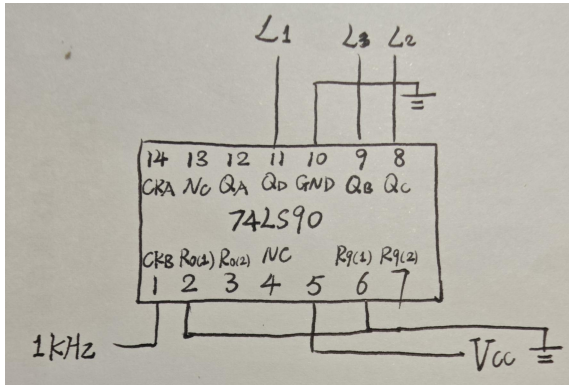 L1 L3 L2
14 13 12 11 10 9 8
CKA NC QA QD GND QB QC
74LS90
CKB R0(1) R0(2) NC R9(1) R9(2)
1 2 3 4 5 6 7
1KHz Vcc